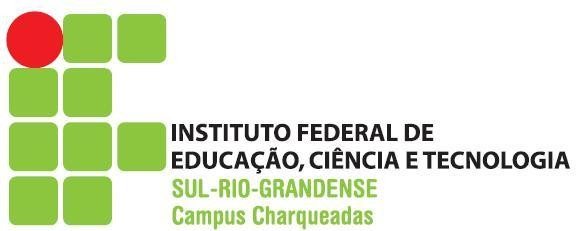 INSTITUTO FEDERAL DE
EDUCAÇÃO, CIÊNCIA E TECNOLOGIA
SUL-RIO-GRANDENSE
Campus Charqueadas